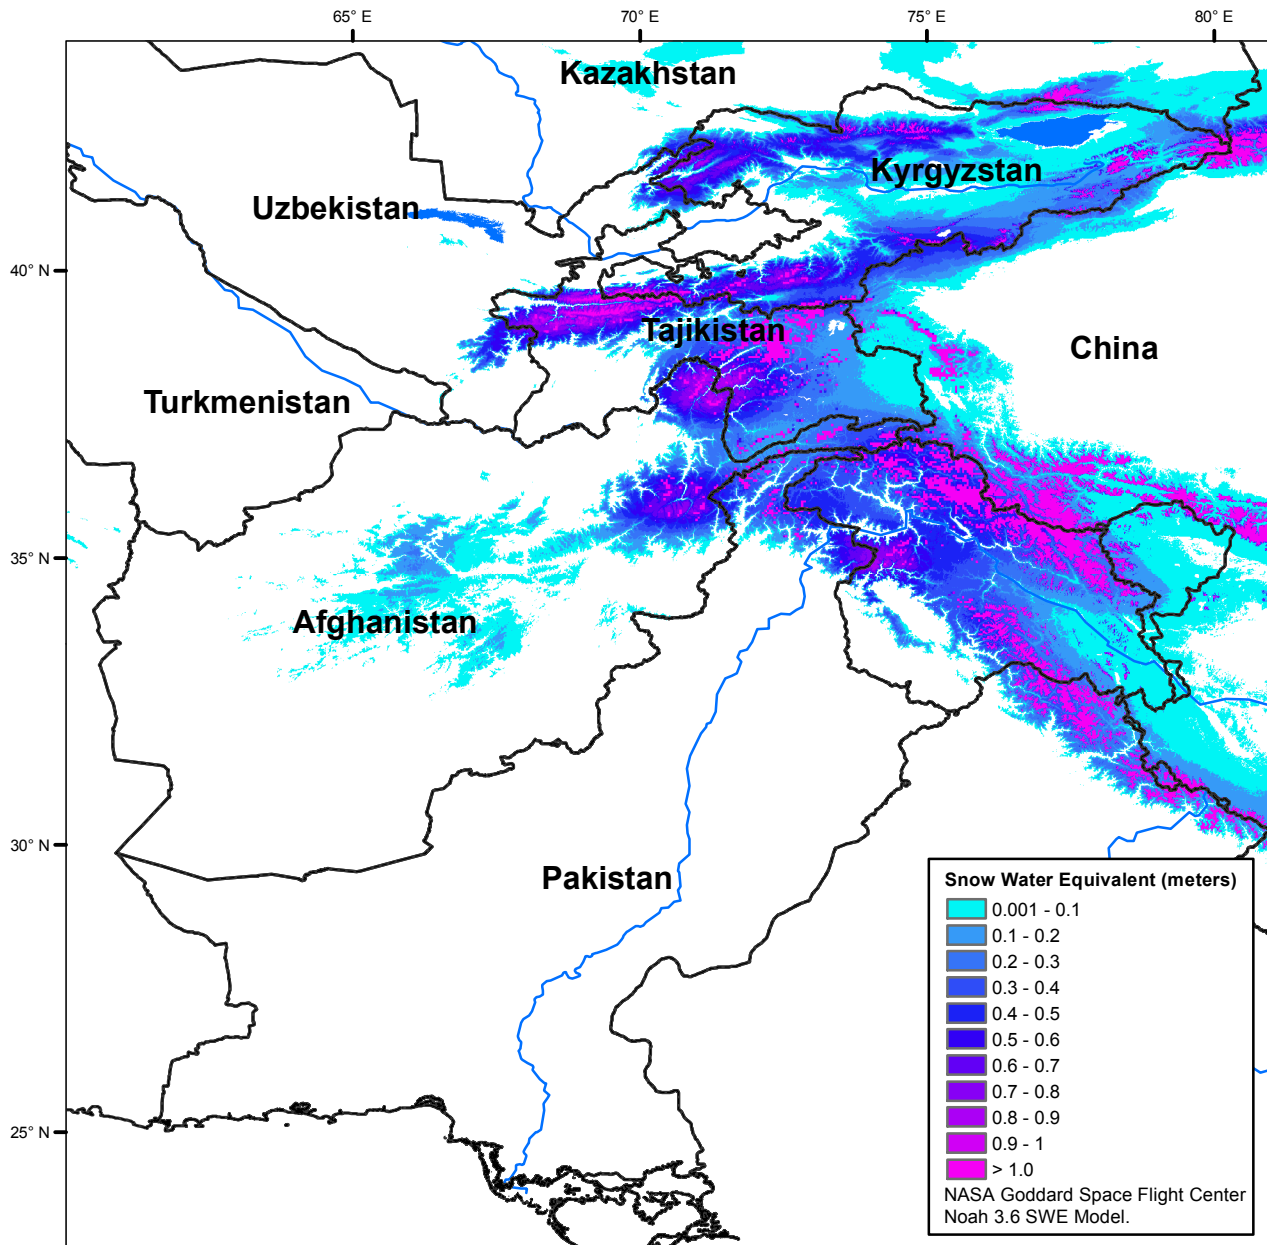 65° E
70° E
75° E
80° E
Kazakhstan
Kyrgyzstan
Uzbekistan
40° N
Tajikistan
China
Turkmenistan
35° N
Afghanistan
30° N
Pakistan
25° N
Snow Water Equivalent (meters)
0.001 - 0.1
0.1 - 0.2
0.2 - 0.3
0.3 - 0.4
0.4 - 0.5
0.5 - 0.6
0.6 - 0.7
0.7 - 0.8
0.8 - 0.9
0.9 - 1
> 1.0
NASA Goddard Space Flight Center
Noah 3.6 SWE Model.